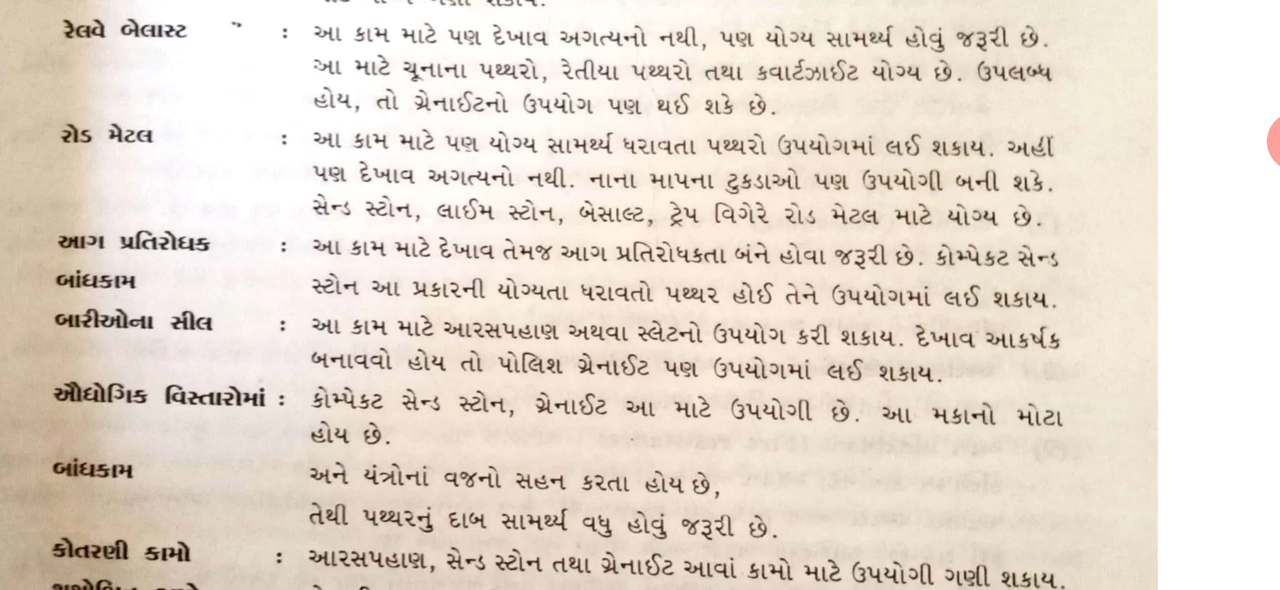 રેલવે બેલાસ્ટ : આ કામ માટે પણ દેખાવ અગત્યનો નથી, પણ યોગ્ય સામર્થ્ય હોવું જરૂરી છે.
આ માટે ચૂનાના પથ્થરો, રેતીયા પથ્થરો તથા કવાર્ટઝાઈટ યોગ્ય છે. ઉપલબ્ધ
હોય, તો ગ્રેનાઈટનો ઉપયોગ પણ થઈ શકે છે.
રોડ મેટલ : આ કામ માટે પણ યોગ્ય સામર્થ્ય ધરાવતા પથ્થરો ઉપયોગમાં લઈ શકાય. અહીં
પણ દેખાવ અગત્યનો નથી. નાના માપના ટુકડાઓ પણ ઉપયોગી બની શકે.
સેન્ડ સ્ટોન, લાઈમ સ્ટોન, બેસાલ્ટ, ટ્રેપ વિગેરે રોડ મેટલ માટે યોગ્ય છે.
આગ પ્રતિરોધક : આ કામ માટે દેખાવ તેમજ આગ પ્રતિરોધકતા બંને હોવા જરૂરી છે. કોમ્પેકટ સેન્ડ
બાંધકામ સ્ટોન આ પ્રકારની યોગ્યતા ધરાવતો પથ્થર હોઈ તેને ઉપયોગમાં લઈ શકાય.
બારીઓના સીલ : આ કામ માટે આરસપહાણ અથવા સ્લેટનો ઉપયોગ કરી શકાય. દેખાવ આકર્ષક
બનાવવો હોય તો પોલિશ ગ્રેનાઈટ પણ ઉપયોગમાં લઈ શકાય.
ઔદ્યોગિક વિસ્તારોમાં : કોમ્પેકટ સેન્ડ સ્ટોન, ગ્રેનાઈટ આ માટે ઉપયોગી છે. આ મકાનો મોટા
હોય છે.
બાંધકામ અને યંત્રોનાં વજનો સહન કરતા હોય છે,
તેથી પથ્થરનું દાબ સામર્થ્ય વધુ હોવું જરૂરી છે.
કોતરણી કામો : આરસપહાણ, સેન્ડ સ્ટોન તથા ગ્રેનાઈટ આવાં કામો માટે ઉપયોગી ગણી શકાય.